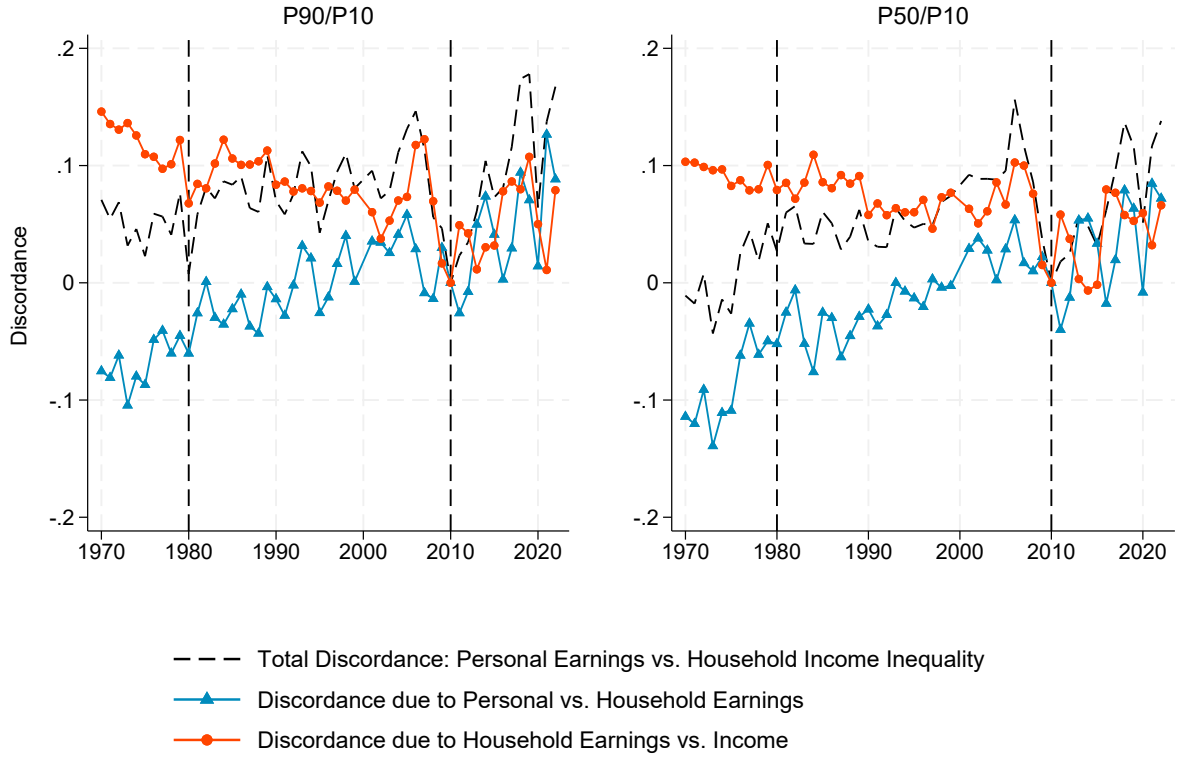 P90/P10
P50/P10
Discordance
.2
.1
0
-.1
-.2
1970 1980 1990 2000 2010 2020
.2
.1
0
-.1
-.2
1970 1980 1990 2000 2010 2020
Total Discordance: Personal Earnings vs. Household Income Inequality
Discordance due to Personal vs. Household Earnings
Discordance due to Household Earnings vs. Income